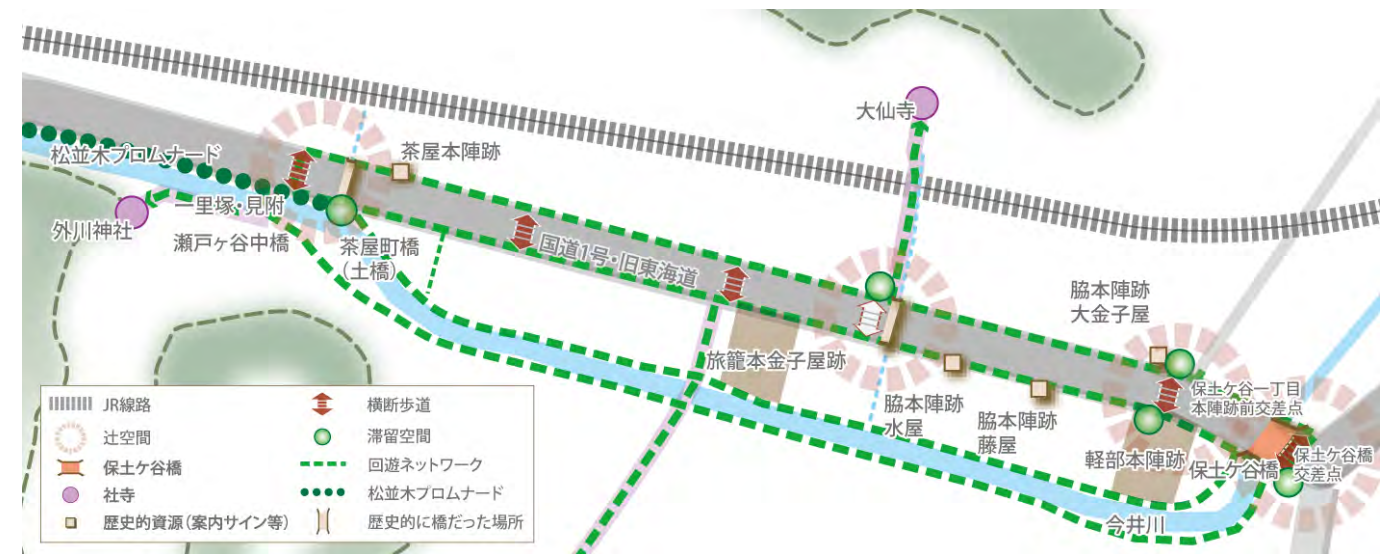 大仙寺
茶屋本陣跡
松並木プロムナード
一里塚・見附
外川神社
瀬戸ヶ谷中橋
茶屋町橋
(土橋)
国道1号・旧東海道
脇本陣跡
大金子屋
旅籠本金子屋跡
保土ケ谷一丁目
本陣跡前交差点
脇本陣跡
水屋
脇本陣跡
藤屋
軽部本陣跡
保土ケ谷橋
保土ケ谷橋
交差点
今井川
JR線路
横断歩道
辻空間
滞留空間
保土ケ谷橋
回遊ネットワーク
社寺
松並木プロムナード
歴史的資源(案内サイン等)
歴史的に橋だった場所